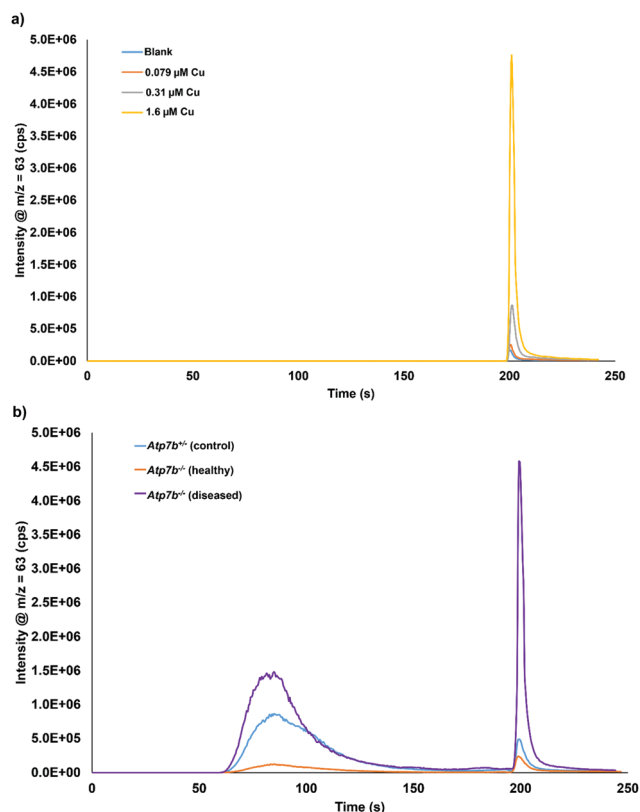 a)
5.0E+06
4.5E+06
4.0E+06
3.5E+06
3.0E+06
2.5E+06
2.0E+06
1.5E+06
1.0E+06
5.0E+05
0.0E+00
Intensity @ m/z = 63 (cps)
Blank
0.079 µM Cu
0.31 µM Cu
1.6 µM Cu
0 50 100 150 200 250
Time (s)
b)
5.0E+06
4.5E+06
4.0E+06
3.5E+06
3.0E+06
2.5E+06
2.0E+06
1.5E+06
1.0E+06
5.0E+05
0.0E+00
Intensity @ m/z = 63 (cps)
Atp7b+/- (control)
Atp7b-/- (healthy)
Atp7b-/- (diseased)
0 50 100 150 200 250
Time (s)